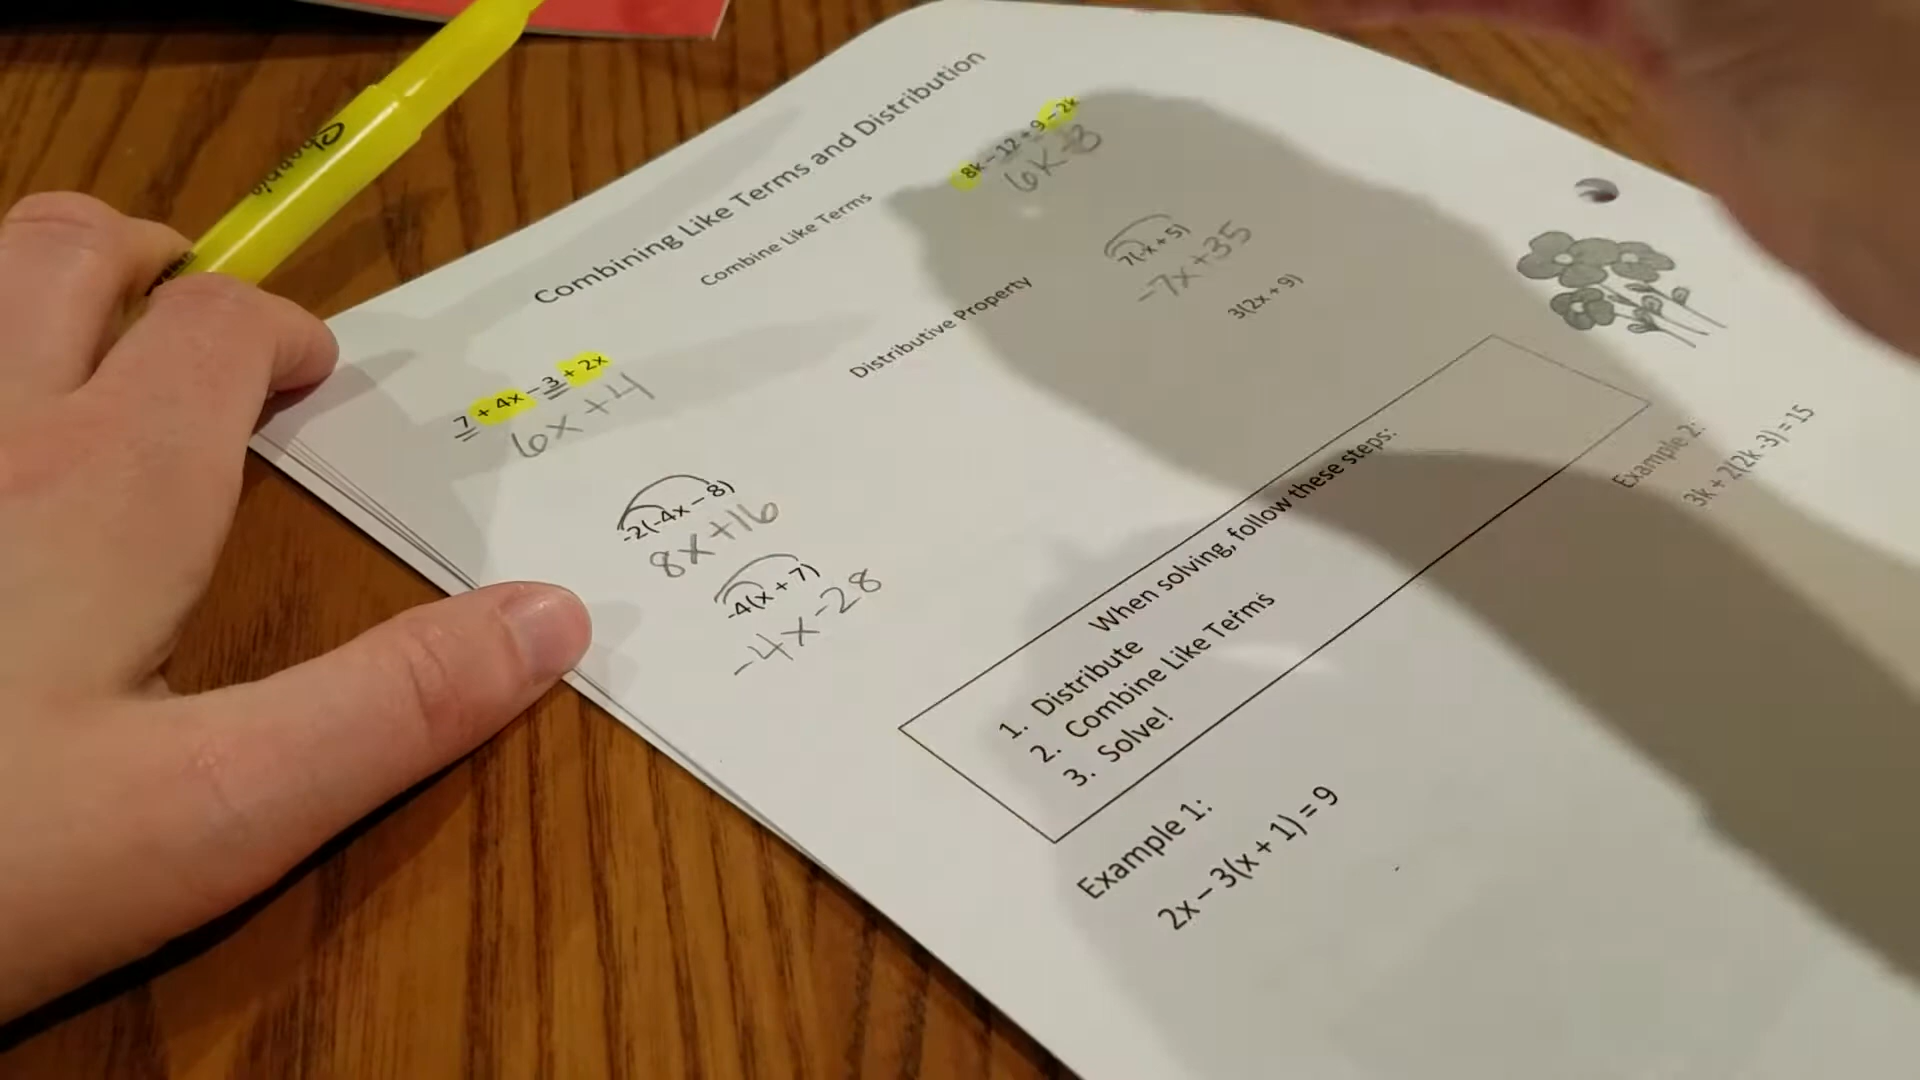 Sharpie
Combining Like Terms and Distribution
Combine Like Terms
7 + 4x - 3 + 2x
6x+4
8k - 12 + 9 - 2k
6k-3
Distributive Property
-2(-4x - 8)
8x+16
7(-x + 5)
-7x+35
-4(x + 7)
-4x-28
3(2x + 9)
When solving, follow these steps:
1. Distribute
2. Combine Like Terms
3. Solve!
Example 1:
2x - 3(x + 1) = 9
Example 2:
3k + 2(2k -3) = 15